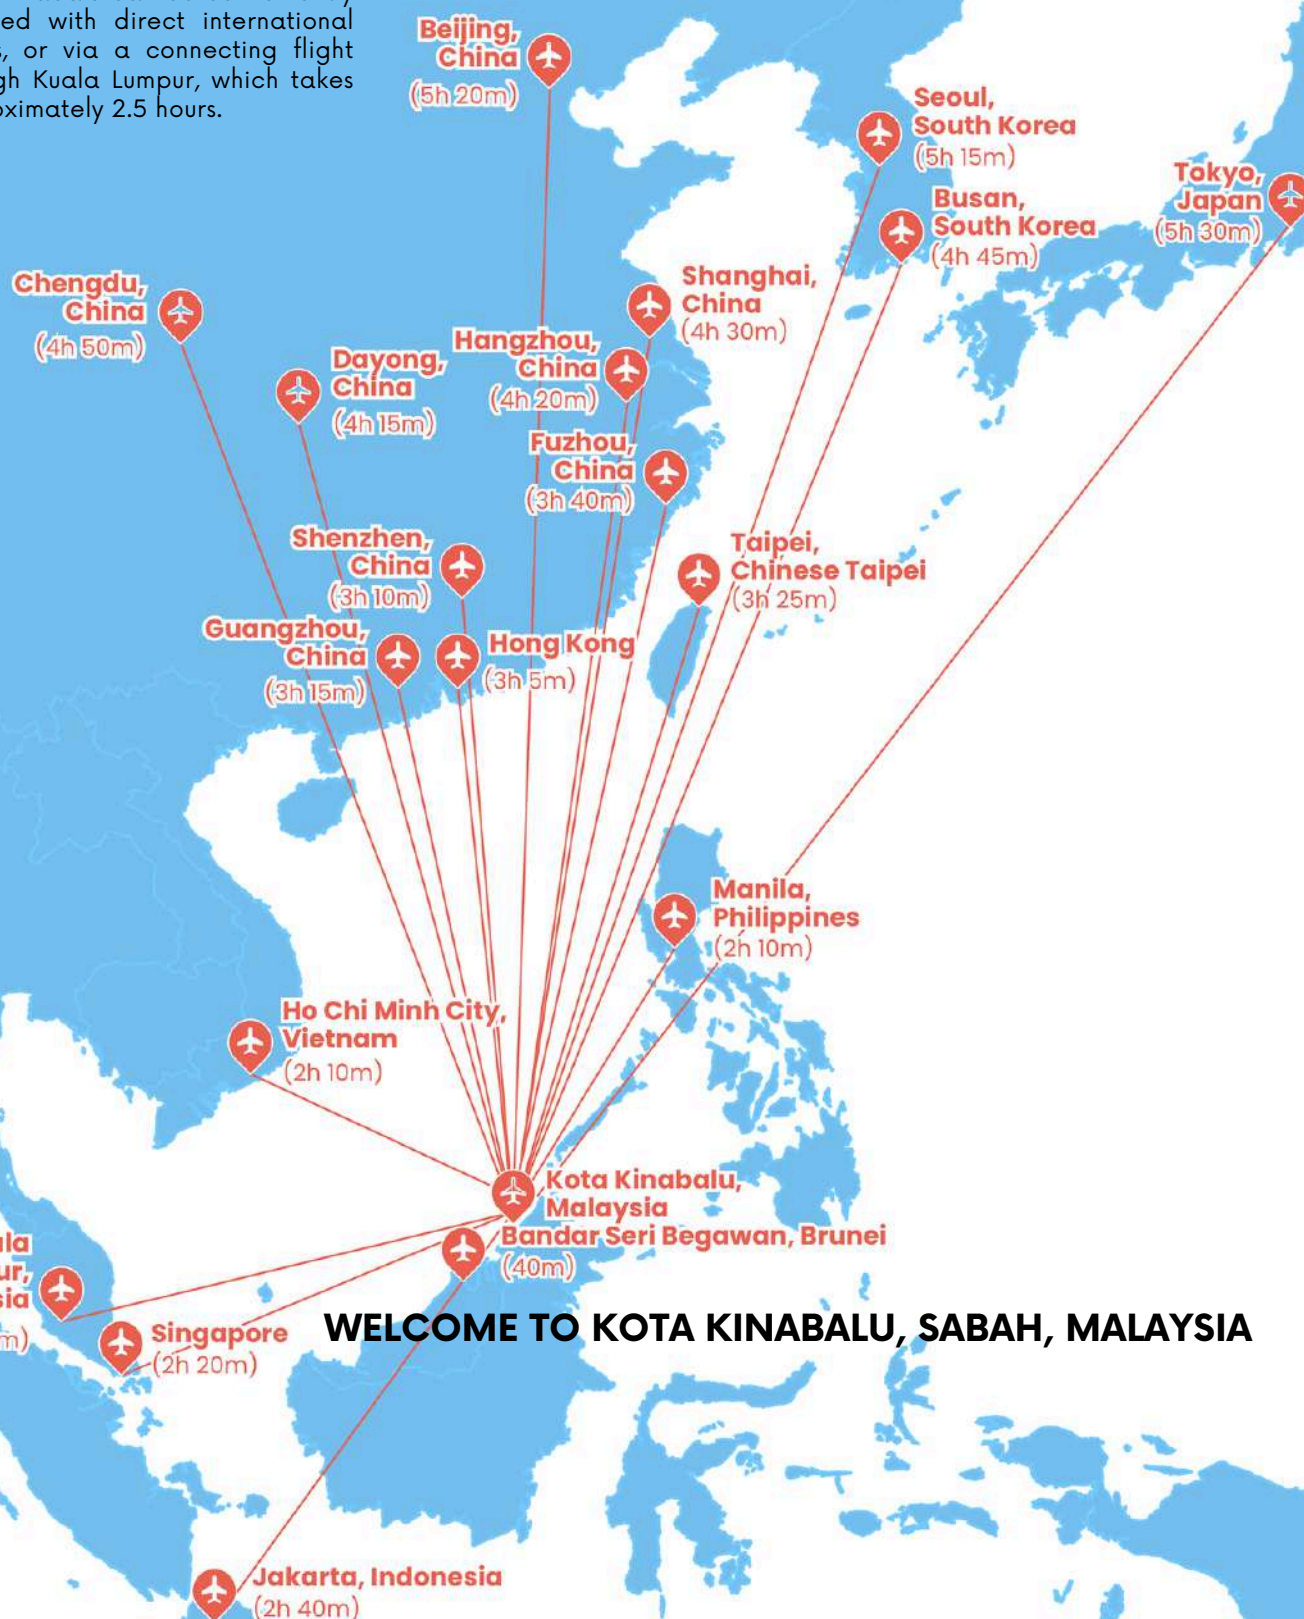 with direct international
or via a connecting flight
Kuala Lumpur, which takes
2.5 hours.
Beijing,
China
(5h 20m)
Seoul,
South Korea
(5h 15m)
Tokyo,
Japan
(5h 30m)
Busan,
South Korea
(4h 45m)
Chengdu,
China
(4h 50m)
Shanghai,
China
(4h 30m)
Hangzhou,
China
(4h 20m)
Dayong,
China
(4h 15m)
Fuzhou,
China
(3h 40m)
Shenzhen,
China
(3h 10m)
Taipei,
Chinese Taipei
(3h 25m)
Guangzhou,
China
(3h 15m)
Hong Kong
(3h 5m)
Manila,
Philippines
(2h 10m)
Ho Chi Minh City,
Vietnam
(2h 10m)
Kota Kinabalu,
Malaysia
Bandar Seri Begawan, Brunei
(40m)
Singapore
(2h 20m)
WELCOME TO KOTA KINABALU, SABAH, MALAYSIA
Jakarta, Indonesia
(2h 40m)